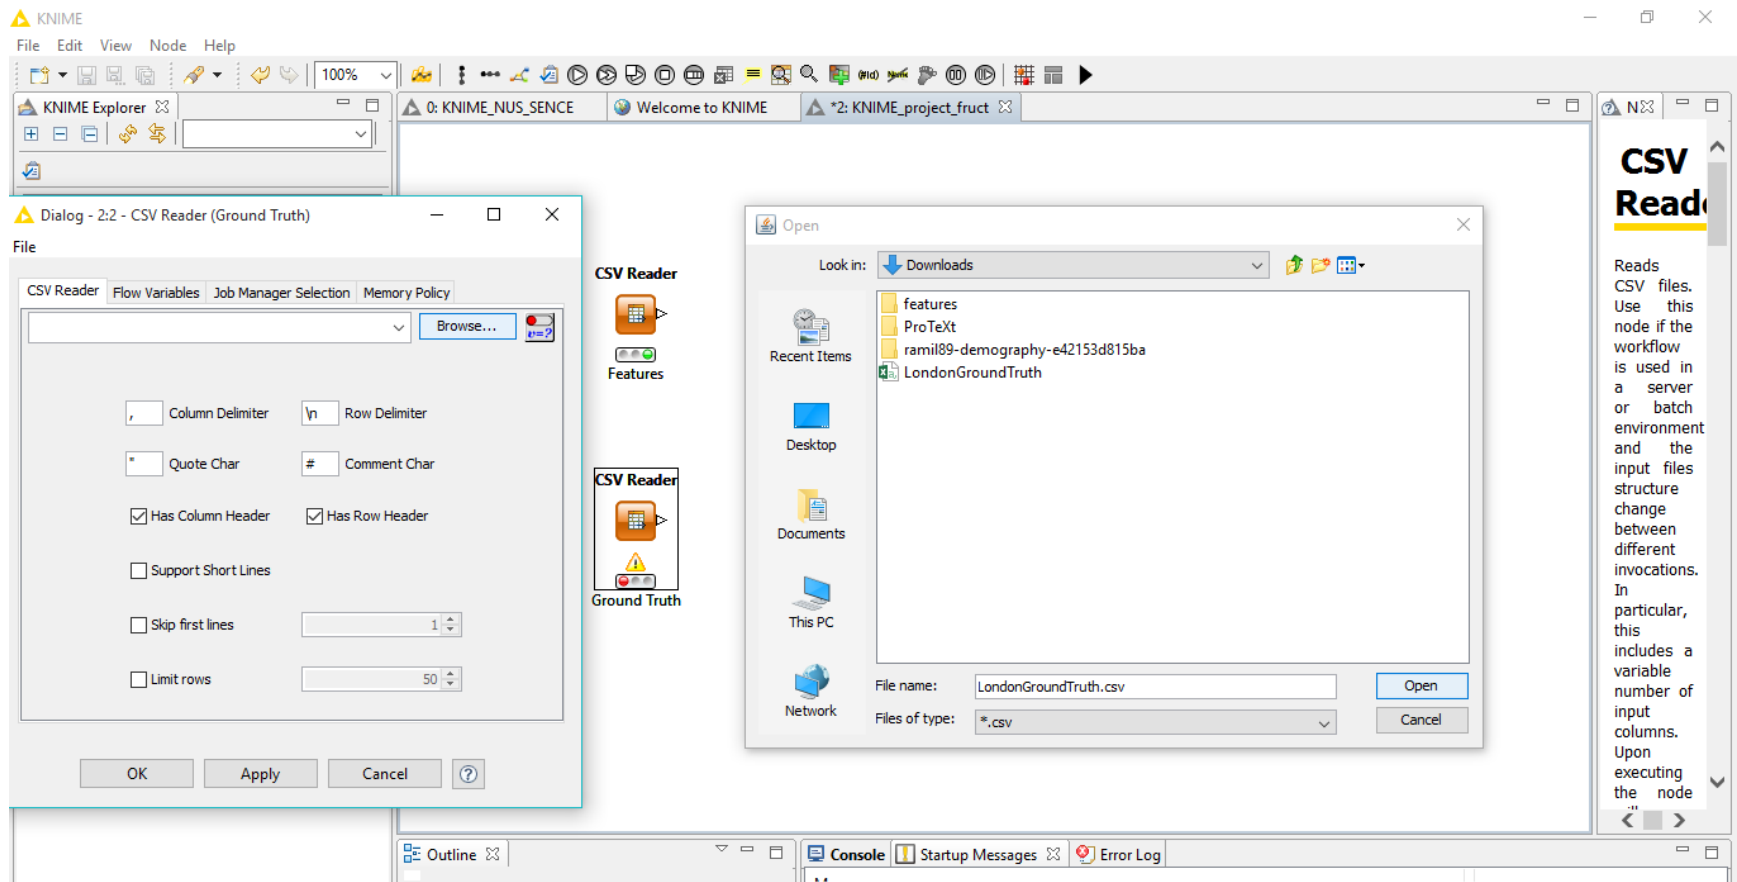 KNIME
File Edit View Node Help
100%
KNIME Explorer
0: KNIME_NUS_SENCE
Welcome to KNIME
*2: KNIME_project_fruct
N
Dialog - 2:2 - CSV Reader (Ground Truth)
File
CSV Reader Flow Variables Job Manager Selection Memory Policy
Browse...
v=?
, Column Delimiter \n Row Delimiter
" Quote Char # Comment Char
Has Column Header Has Row Header
Support Short Lines
Skip first lines 1
Limit rows 50
OK Apply Cancel ?
CSV Reader
Features
CSV Reader
Ground Truth
Open
Look in: Downloads
Recent Items
Desktop
Documents
This PC
Network
features
ProTeXt
ramil89-demography-e42153d815ba
LondonGroundTruth
File name: LondonGroundTruth.csv Open
Files of type: *.csv Cancel
CSV
Reade
Reads
CSV files.
Use this
node if the
workflow
is used in
a server
or batch
environment
and the
input files
structure
change
between
different
invocations.
In
particular,
this
includes a
variable
number of
input
columns.
Upon
executing
the node
Outline
Console Startup Messages Error Log